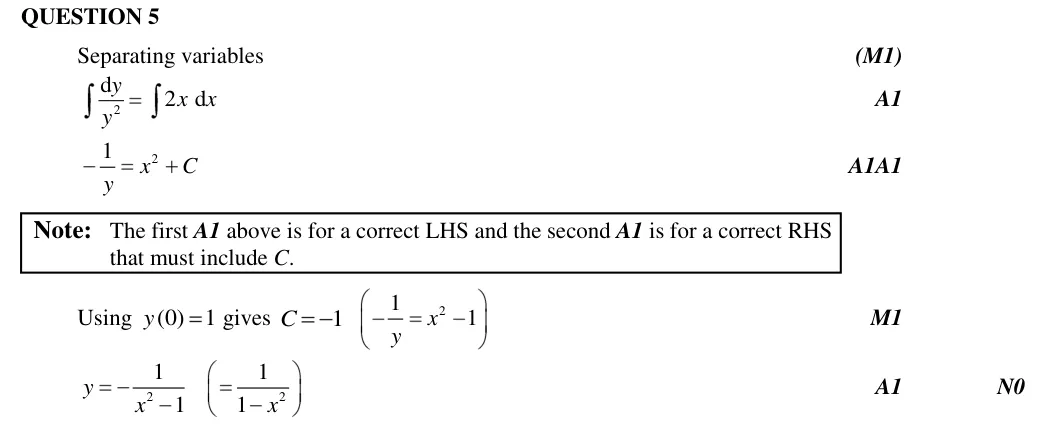 QUESTION 5
Separating variables (M1)
∫ dy/y² = ∫ 2x dx A1
−1/y = x² + C A1A1
Note: The first A1 above is for a correct LHS and the second A1 is for a correct RHS
that must include C.
Using y(0) = 1 gives C = −1 (−1/y = x² − 1) M1
y = −1/(x² − 1) (= 1/(1 − x²)) A1 N0